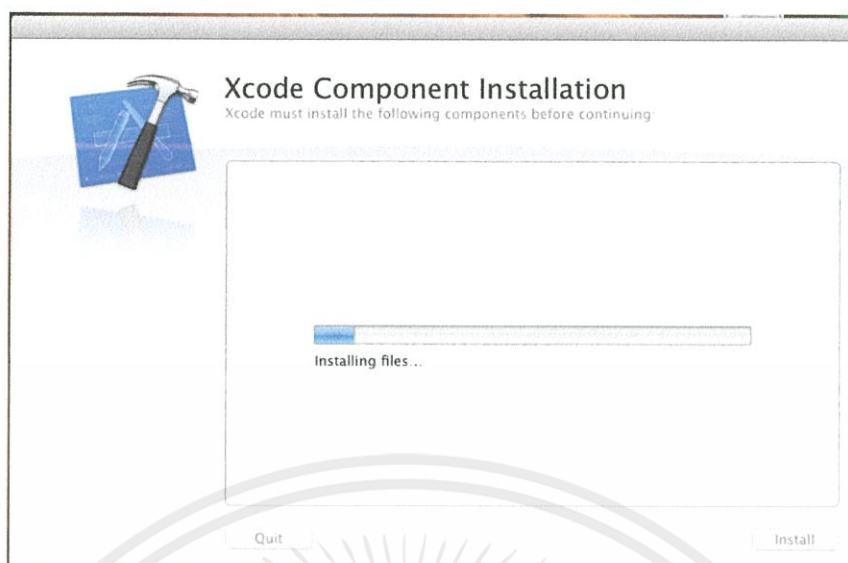 Xcode Component Installation
Xcode must install the following components before continuing:
Installing files...
Quit
Install